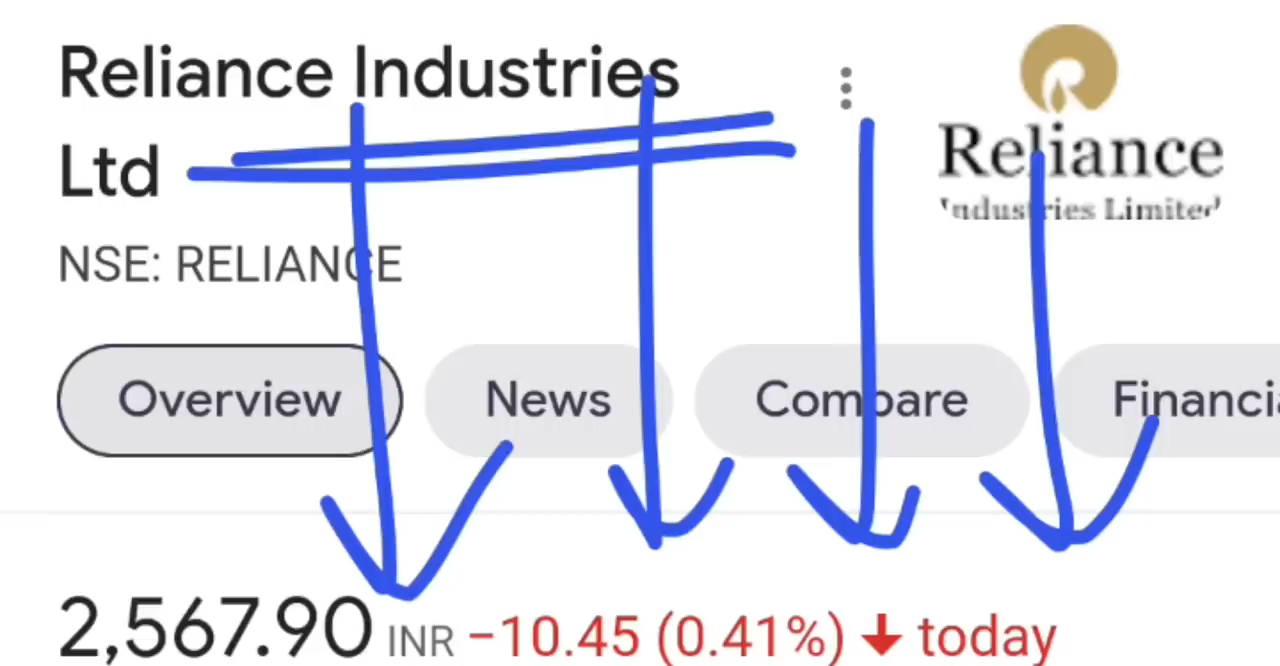 Reliance Industries
Ltd
NSE: RELIANCE
Reliance
Industries Limited
Overview News Compare Financia
2,567.90 INR −10.45 (0.41%) ↓ today